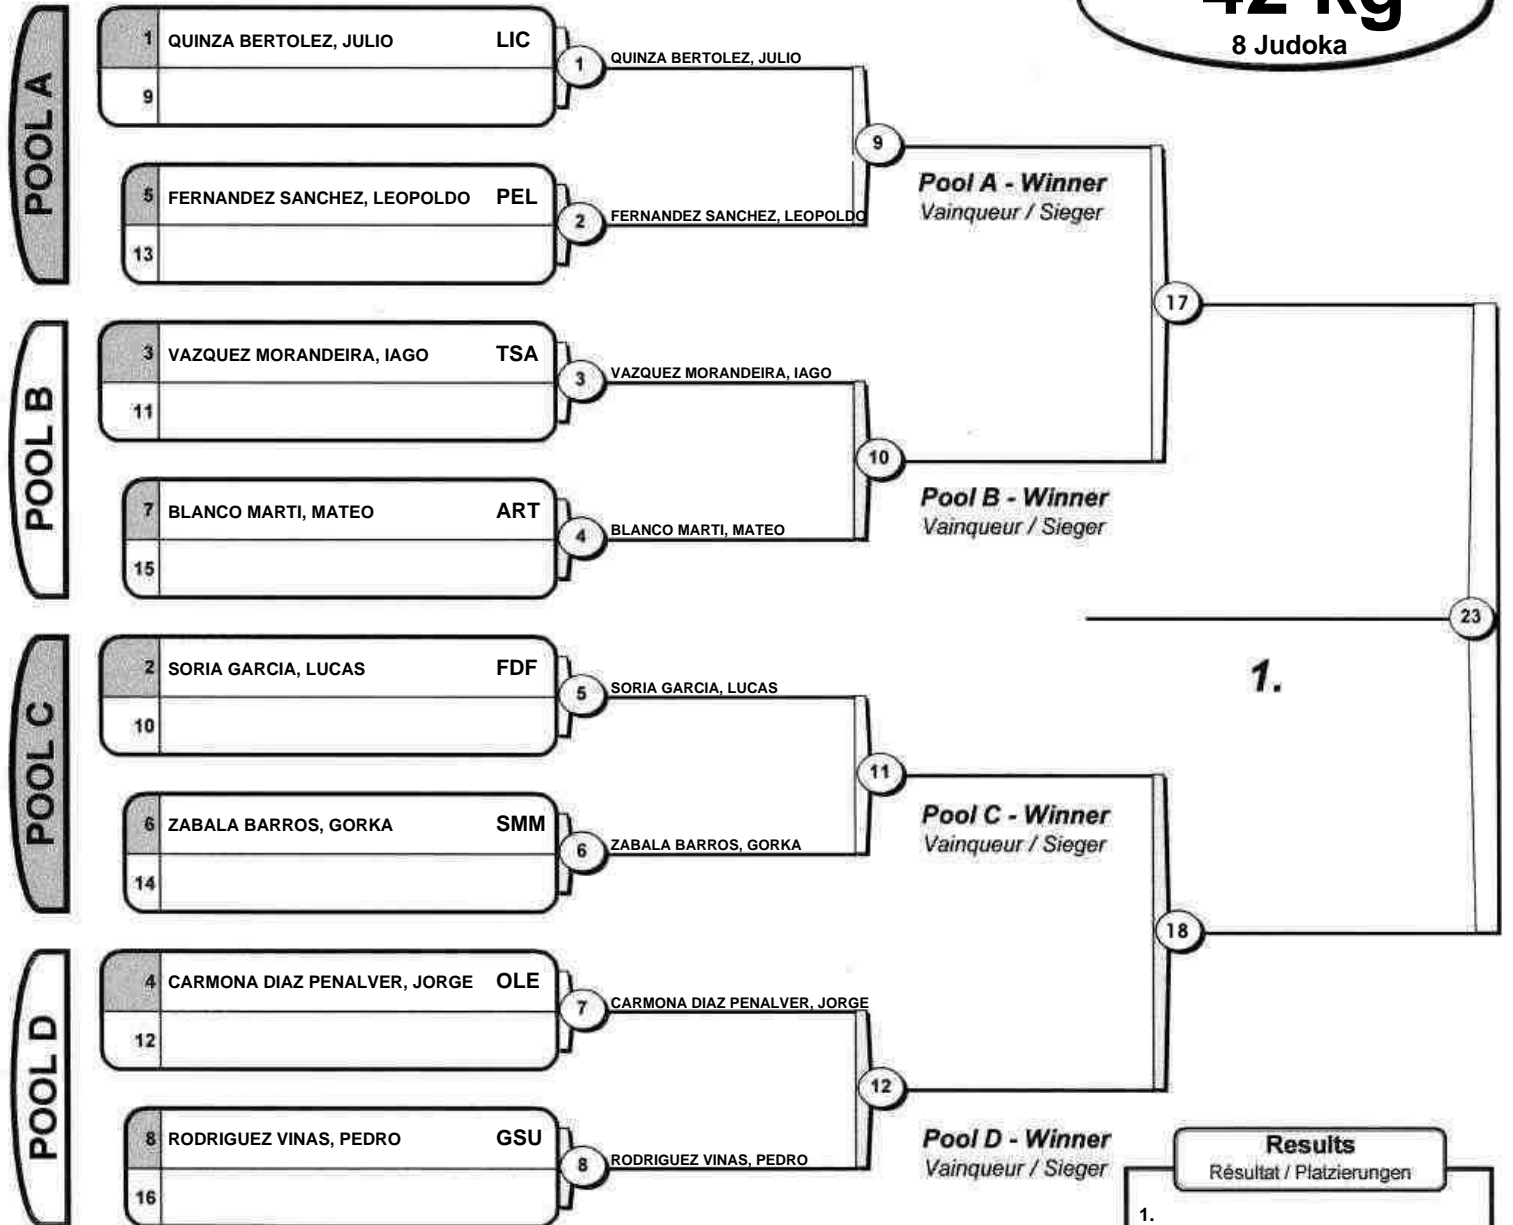 42 kg
8 Judoka
POOL A
1 QUINZA BERTOLEZ, JULIO LIC
9
1 QUINZA BERTOLEZ, JULIO
5 FERNANDEZ SANCHEZ, LEOPOLDO PEL
13
2 FERNANDEZ SANCHEZ, LEOPOLDO
9
Pool A - Winner
Vainqueur / Sieger
17
POOL B
3 VAZQUEZ MORANDEIRA, IAGO TSA
11
3 VAZQUEZ MORANDEIRA, IAGO
7 BLANCO MARTI, MATEO ART
15
4 BLANCO MARTI, MATEO
10
Pool B - Winner
Vainqueur / Sieger
23
1.
POOL C
2 SORIA GARCIA, LUCAS FDF
10
5 SORIA GARCIA, LUCAS
6 ZABALA BARROS, GORKA SMM
14
6 ZABALA BARROS, GORKA
11
Pool C - Winner
Vainqueur / Sieger
18
POOL D
4 CARMONA DIAZ PENALVER, JORGE OLE
12
7 CARMONA DIAZ PENALVER, JORGE
8 RODRIGUEZ VINAS, PEDRO GSU
16
8 RODRIGUEZ VINAS, PEDRO
12
Pool D - Winner
Vainqueur / Sieger
Results
Résultat / Platzierungen
1.